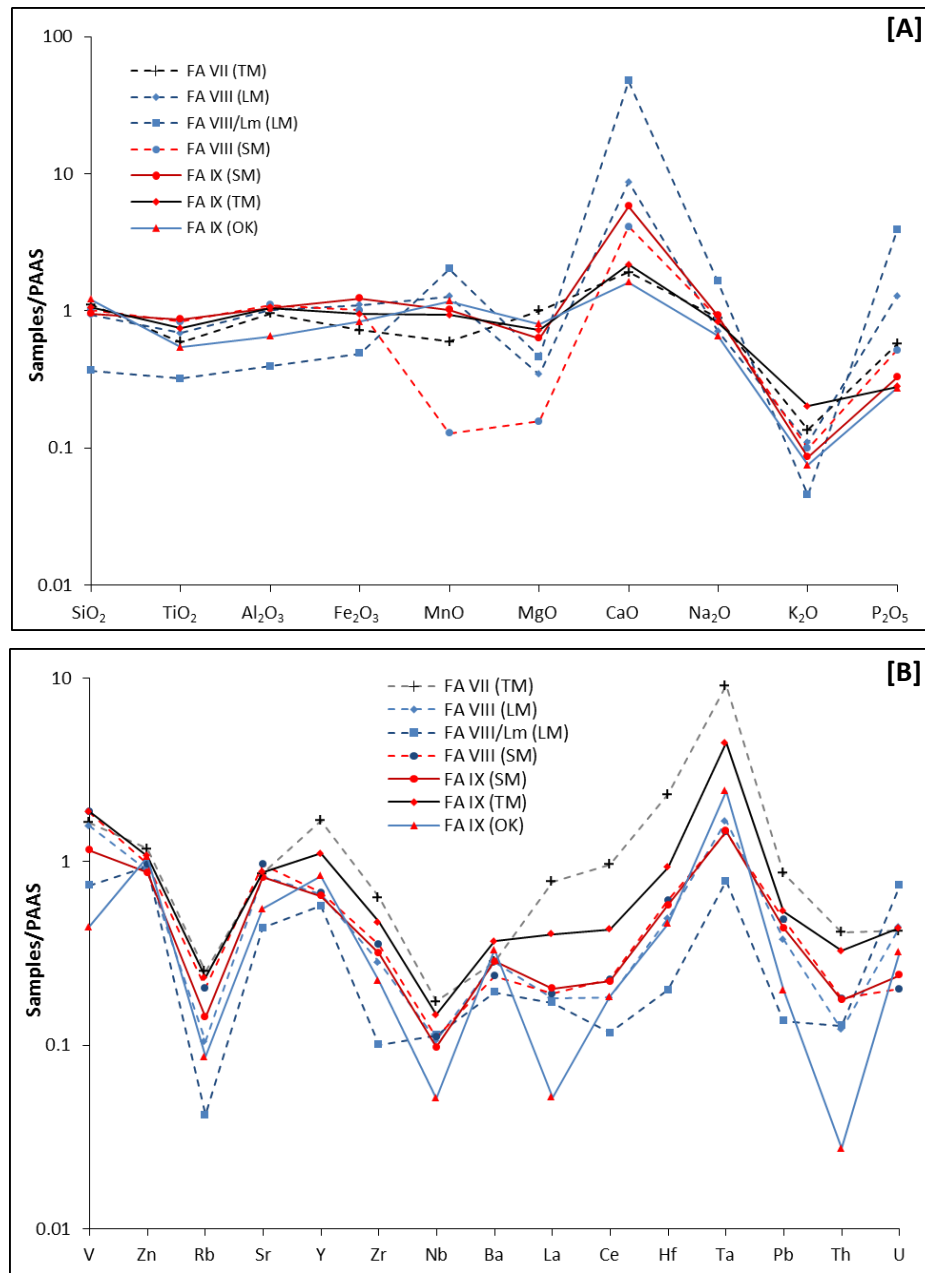 [A]
100
10
1
0.1
0.01
Samples/PAAS
FA VII (TM)
FA VIII (LM)
FA VIII/Lm (LM)
FA VIII (SM)
FA IX (SM)
FA IX (TM)
FA IX (OK)
SiO₂ TiO₂ Al₂O₃ Fe₂O₃ MnO MgO CaO Na₂O K₂O P₂O₅
[B]
10
1
0.1
0.01
Samples/PAAS
FA VII (TM)
FA VIII (LM)
FA VIII/Lm (LM)
FA VIII (SM)
FA IX (SM)
FA IX (TM)
FA IX (OK)
V Zn Rb Sr Y Zr Nb Ba La Ce Hf Ta Pb Th U